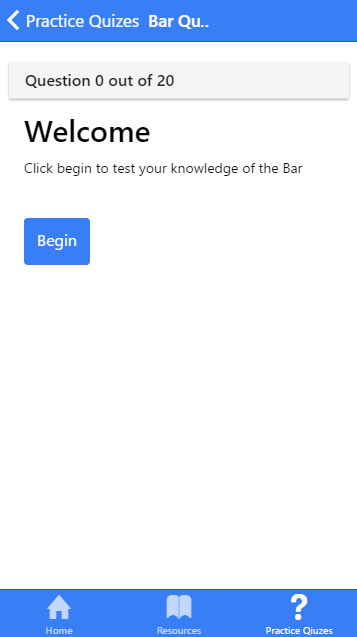 Practice Quizes Bar Qu..
Question 0 out of 20
Welcome
Click begin to test your knowledge of the Bar
Begin
Home Resources Practice Qiuzes